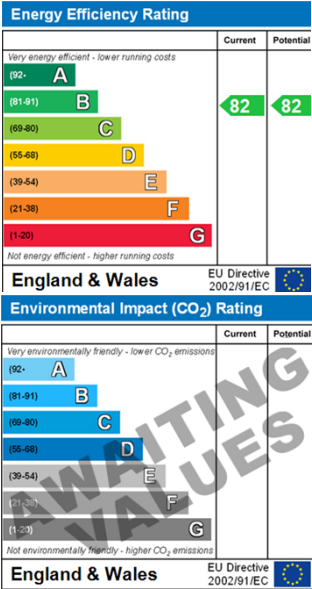 Energy Efficiency Rating
Current Potential
Very energy efficient - lower running costs
(92- A
(81-91) B
82 82
(69-80) C
(55-68) D
(39-54) E
(21-38) F
(1-20) G
Not energy efficient - higher running costs
England & Wales
EU Directive
2002/91/EC
Environmental Impact (CO₂) Rating
Current Potential
Very environmentally friendly - lower CO₂ emissions
(92- A
(81-91) B
(69-80) C
(55-68) D
(39-54) E
(21-38) F
(1-20) G
AWAITING
VALUES
Not environmentally friendly - higher CO₂ emissions
England & Wales
EU Directive
2002/91/EC